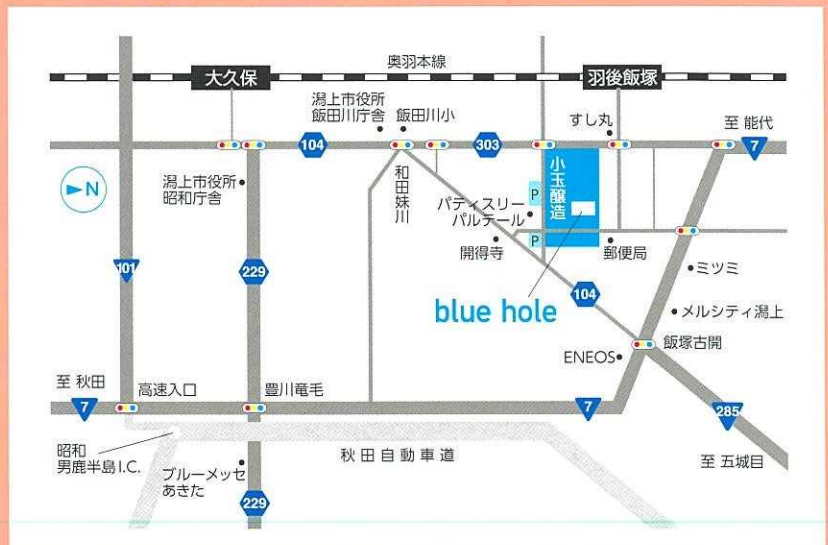 奥羽本線
大久保
羽後飯塚
潟上市役所
飯田川庁舎
飯田川小
すし丸
至 能代
7
104
303
N
潟上市役所
昭和庁舎
和田妹川
パティスリー
パルテール
P
小玉醸造
P
開得寺
郵便局
ミツミ
101
229
104
blue hole
メルシティ潟上
飯塚古開
ENEOS
至 秋田
7
高速入口
豊川竜毛
7
285
昭和
男鹿半島I.C.
秋田自動車道
至 五城目
ブルーメッセ
あきた
229